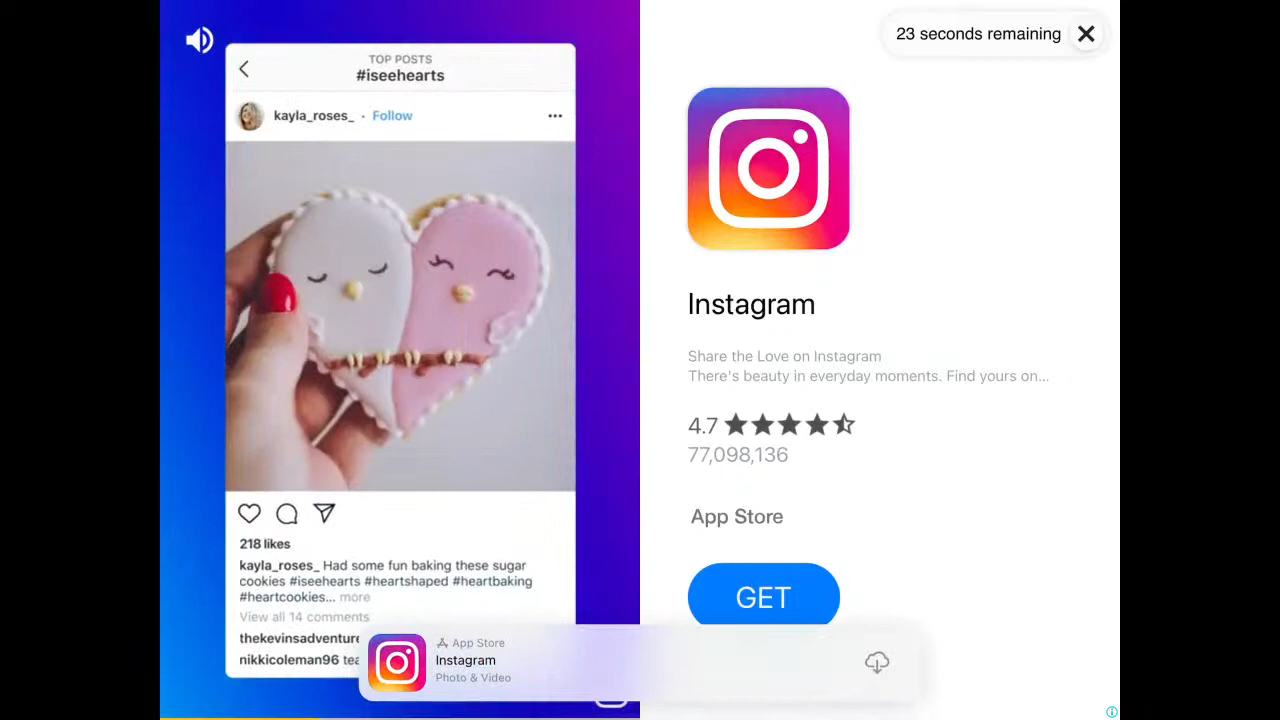 TOP POSTS
#iseehearts
kayla_roses_ · Follow
218 likes
kayla_roses_ Had some fun baking these sugar
cookies #iseehearts #heartshaped #heartbaking
#heartcookies... more
View all 14 comments
thekevinsadventure
nikkicoleman96 tea
23 seconds remaining
Instagram
Share the Love on Instagram
There's beauty in everyday moments. Find yours on...
4.7
77,098,136
App Store
GET
App Store
Instagram
Photo & Video